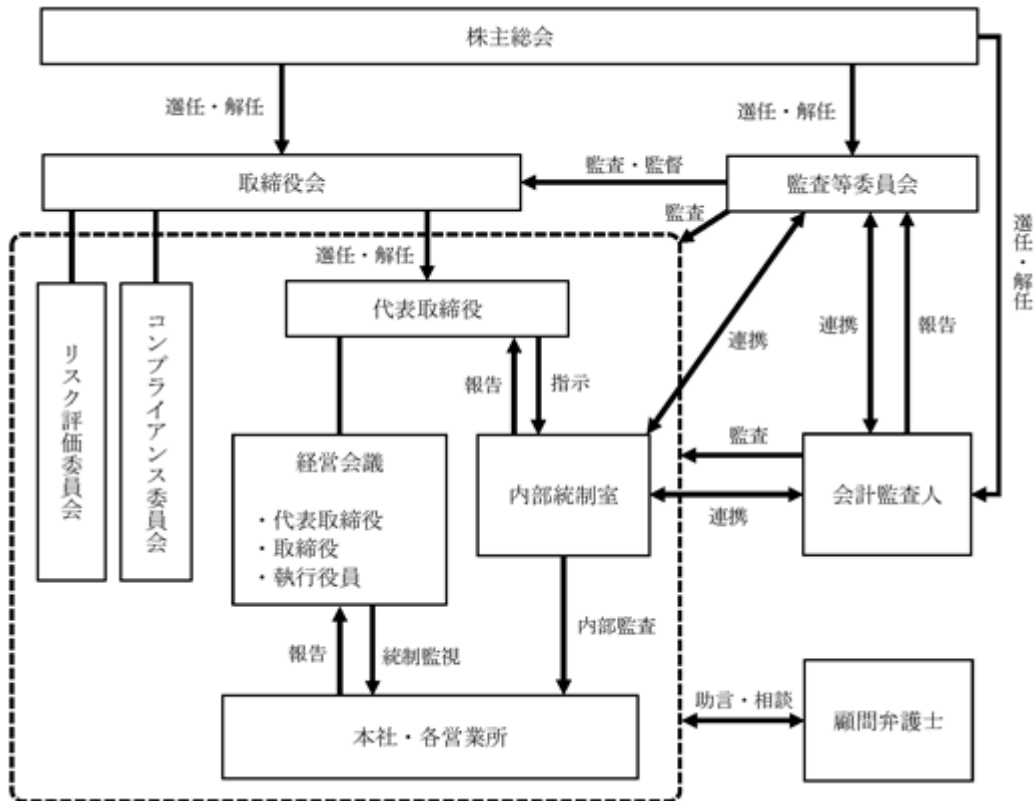 株主総会
選任・解任
選任・解任
取締役会
監査・監督
監査等委員会
監査
選任・解任
選任・解任
代表取締役
リスク評価委員会
コンプライアンス委員会
連携
連携
報告
報告
指示
経営会議
・代表取締役
・取締役
・執行役員
内部統制室
監査
連携
会計監査人
報告
統制監視
内部監査
本社・各営業所
助言・相談
顧問弁護士